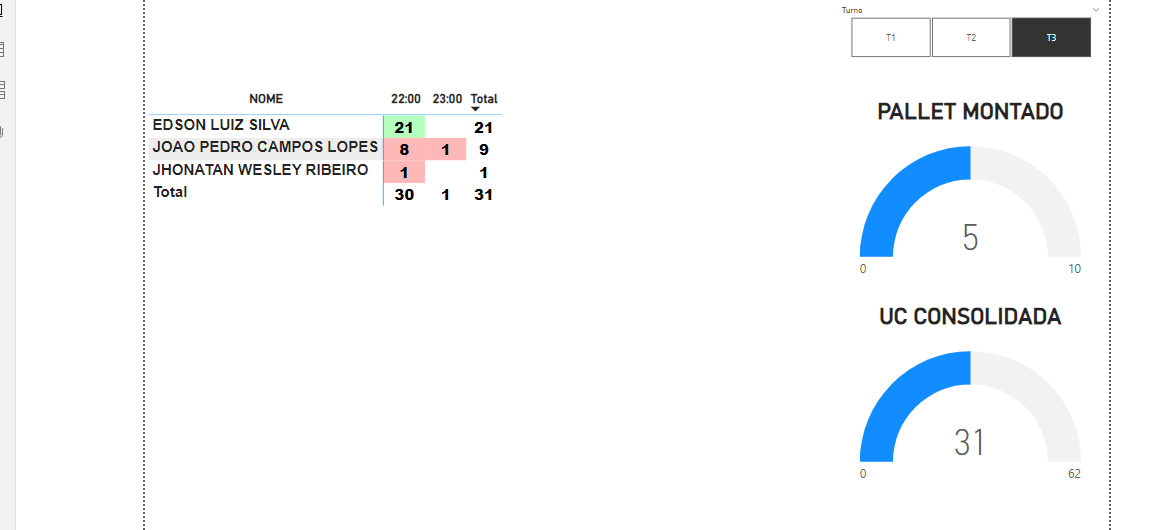 Turno
T1 T2 T3
NOME 22:00 23:00 Total
EDSON LUIZ SILVA 21 21
JOAO PEDRO CAMPOS LOPES 8 1 9
JHONATAN WESLEY RIBEIRO 1 1
Total 30 1 31
PALLET MONTADO
5
0 10
UC CONSOLIDADA
31
0 62